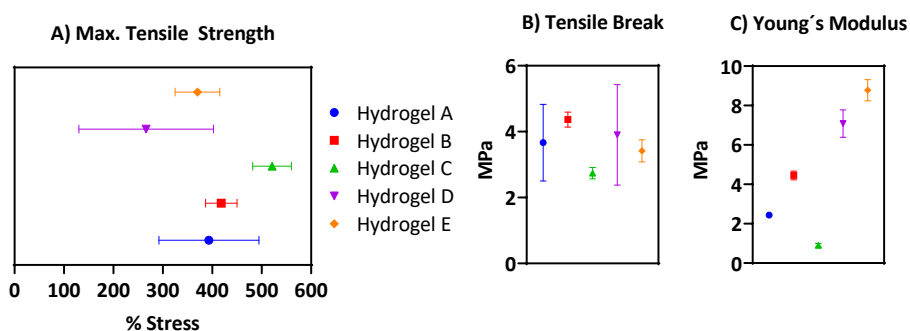 A) Max. Tensile Strength
0 100 200 300 400 500 600
% Stress
Hydrogel A
Hydrogel B
Hydrogel C
Hydrogel D
Hydrogel E
B) Tensile Break
6
4
2
0
MPa
C) Young´s Modulus
10
8
6
4
2
0
MPa